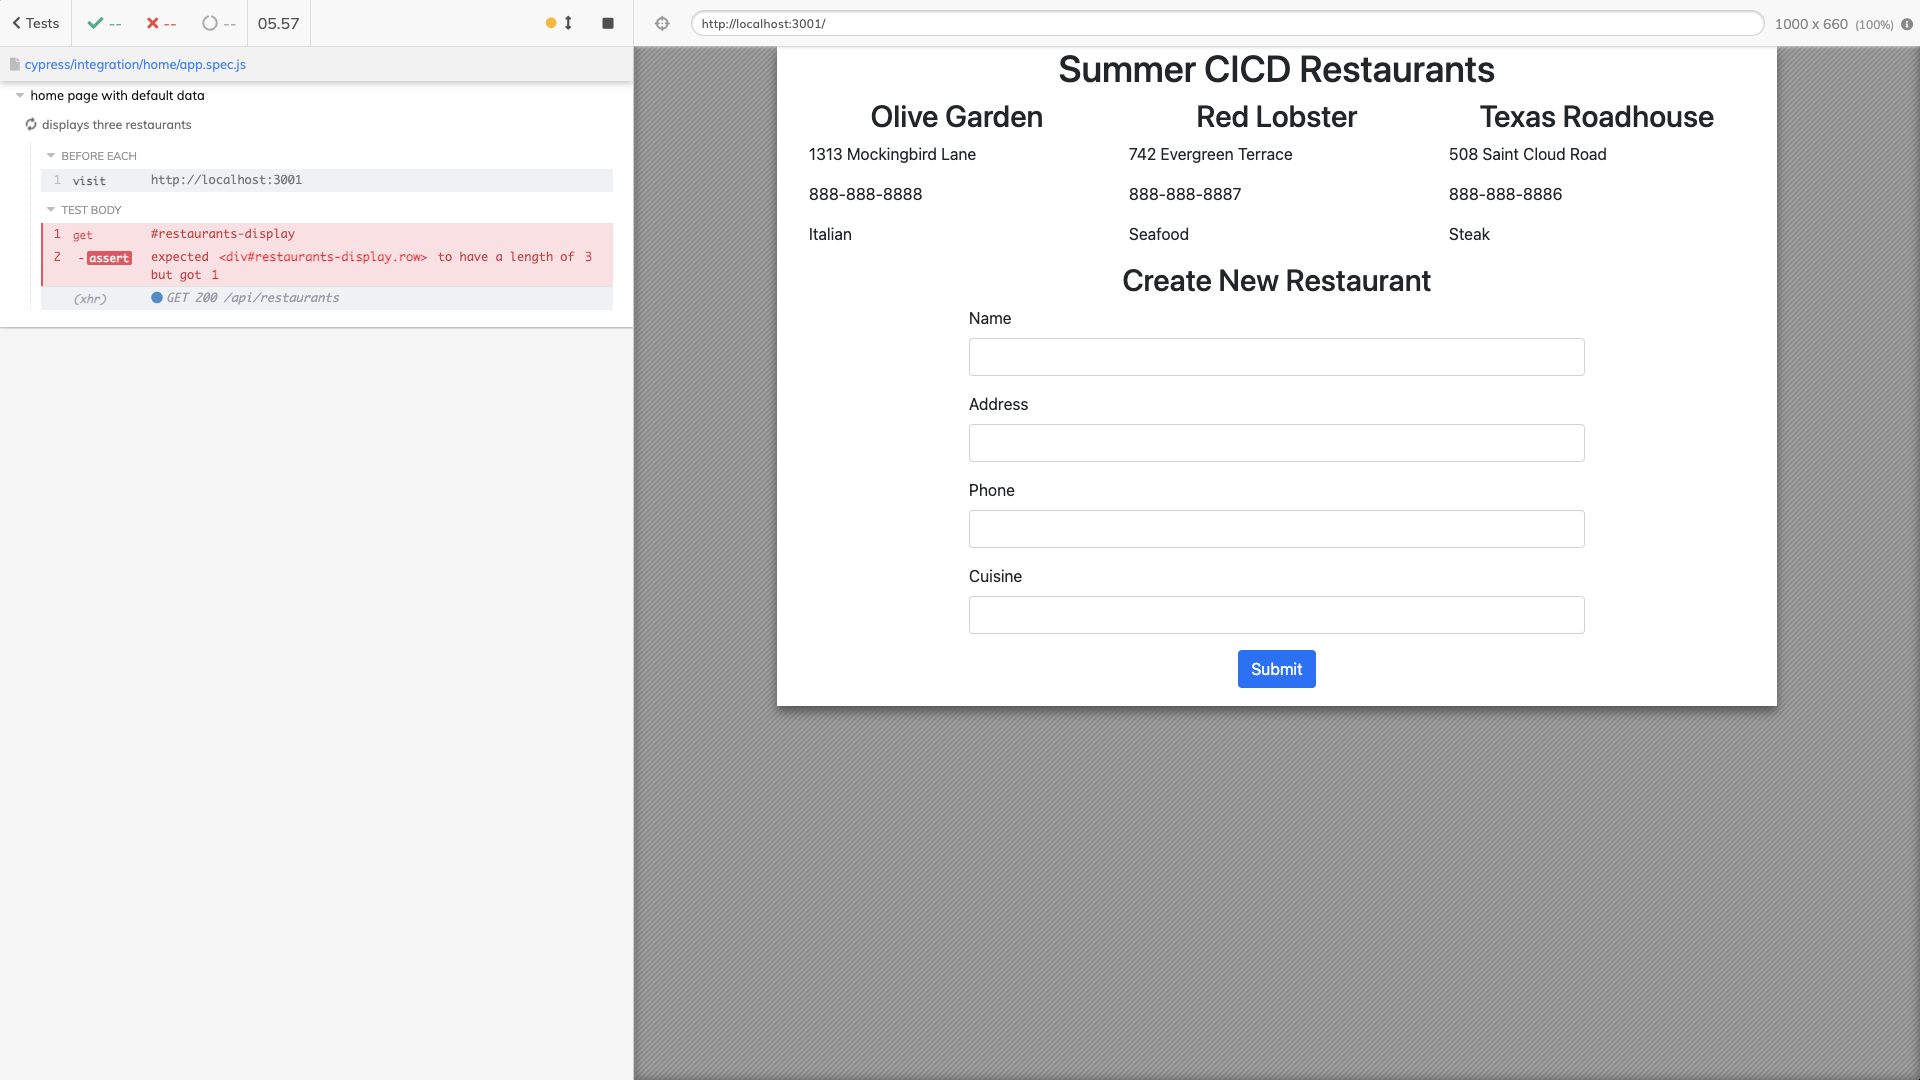 Tests
--
--
--
05.57
http://localhost:3001/
1000 x 660 (100%)
cypress/integration/home/app.spec.js
home page with default data
displays three restaurants
BEFORE EACH
1 visit http://localhost:3001
TEST BODY
1 get #restaurants-display
2 -assert expected <div#restaurants-display.row> to have a length of 3
but got 1
(xhr) GET 200 /api/restaurants
Summer CICD Restaurants
Olive Garden
1313 Mockingbird Lane
888-888-8888
Italian
Red Lobster
742 Evergreen Terrace
888-888-8887
Seafood
Texas Roadhouse
508 Saint Cloud Road
888-888-8886
Steak
Create New Restaurant
Name
Address
Phone
Cuisine
Submit